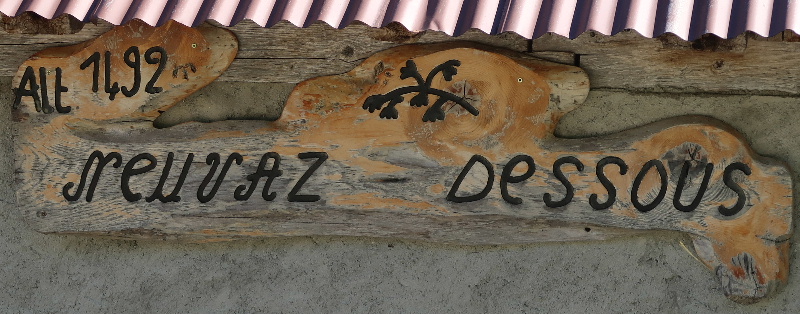 Alt 1492 m
Neuvaz - Dessous